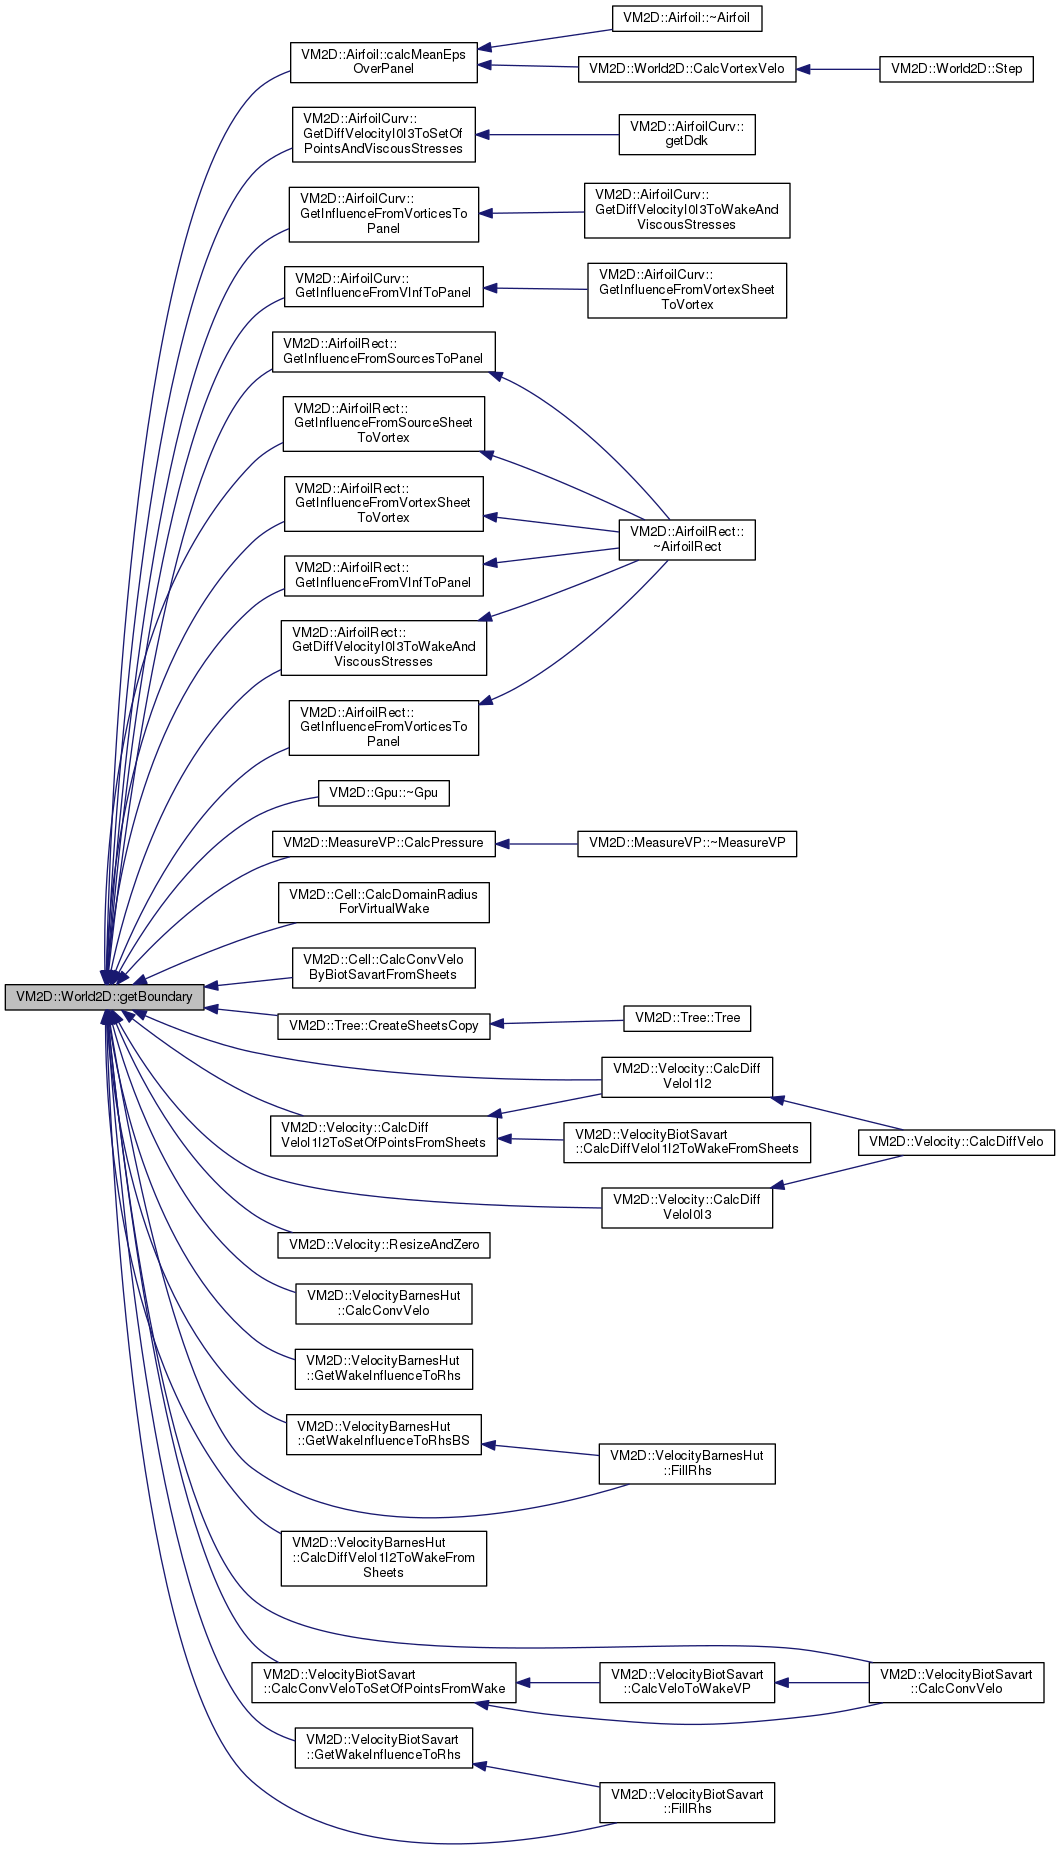 VM2D::Airfoil::~Airfoil
VM2D::Airfoil::calcMeanEps
OverPanel
VM2D::World2D::CalcVortexVelo
VM2D::World2D::Step
VM2D::AirfoilCurv::
GetDiffVelocityI0I3ToSetOf
PointsAndViscousStresses
VM2D::AirfoilCurv::
getDdk
VM2D::AirfoilCurv::
GetInfluenceFromVorticesTo
Panel
VM2D::AirfoilCurv::
GetDiffVelocityI0I3ToWakeAnd
ViscousStresses
VM2D::AirfoilCurv::
GetInfluenceFromVInfToPanel
VM2D::AirfoilCurv::
GetInfluenceFromVortexSheet
ToVortex
VM2D::AirfoilRect::
GetInfluenceFromSourcesToPanel
VM2D::AirfoilRect::
GetInfluenceFromSourceSheet
ToVortex
VM2D::AirfoilRect::
GetInfluenceFromVortexSheet
ToVortex
VM2D::AirfoilRect::
~AirfoilRect
VM2D::AirfoilRect::
GetInfluenceFromVInfToPanel
VM2D::AirfoilRect::
GetDiffVelocityI0I3ToWakeAnd
ViscousStresses
VM2D::AirfoilRect::
GetInfluenceFromVorticesTo
Panel
VM2D::Gpu::~Gpu
VM2D::MeasureVP::CalcPressure
VM2D::MeasureVP::~MeasureVP
VM2D::Cell::CalcDomainRadius
ForVirtualWake
VM2D::Cell::CalcConvVelo
ByBiotSavartFromSheets
VM2D::World2D::getBoundary
VM2D::Tree::CreateSheetsCopy
VM2D::Tree::Tree
VM2D::Velocity::CalcDiff
VeloI1I2
VM2D::Velocity::CalcDiff
VeloI1I2ToSetOfPointsFromSheets
VM2D::VelocityBiotSavart
::CalcDiffVeloI1I2ToWakeFromSheets
VM2D::Velocity::CalcDiffVelo
VM2D::Velocity::CalcDiff
VeloI0I3
VM2D::Velocity::ResizeAndZero
VM2D::VelocityBarnesHut
::CalcConvVelo
VM2D::VelocityBarnesHut
::GetWakeInfluenceToRhs
VM2D::VelocityBarnesHut
::GetWakeInfluenceToRhsBS
VM2D::VelocityBarnesHut
::FillRhs
VM2D::VelocityBarnesHut
::CalcDiffVeloI1I2ToWakeFrom
Sheets
VM2D::VelocityBiotSavart
::CalcConvVeloToSetOfPointsFromWake
VM2D::VelocityBiotSavart
::CalcVeloToWakeVP
VM2D::VelocityBiotSavart
::CalcConvVelo
VM2D::VelocityBiotSavart
::GetWakeInfluenceToRhs
VM2D::VelocityBiotSavart
::FillRhs